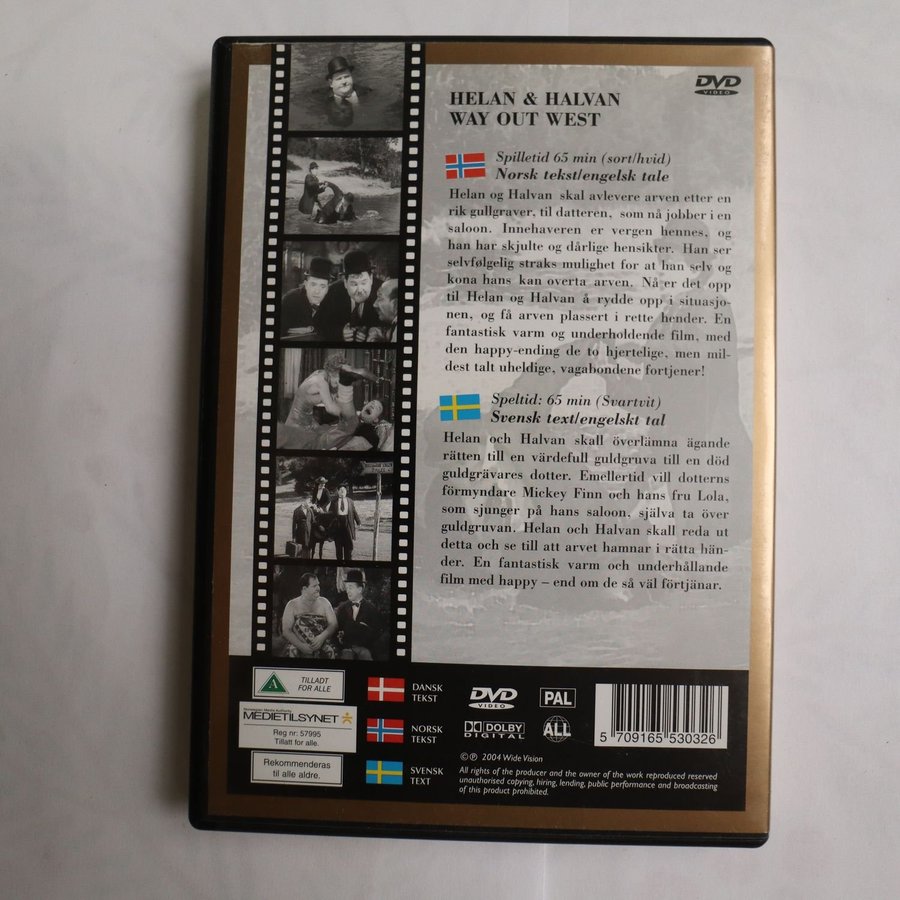 DVD
VIDEO
HELAN & HALVAN
WAY OUT WEST
Spilletid 65 min (sort/hvid)
Norsk tekst/engelsk tale
Helan og Halvan skal avlevere arven etter en
rik gullgraver, til datteren, som nå jobber i en
saloon. Innehaveren er vergen hennes, og
han har skjulte og dårlige hensikter. Han ser
selvfølgelig straks mulighet for at han selv og
kona hans kan overta arven. Nå er det opp
til Helan og Halvan å rydde opp i situasjo-
nen, og få arven plassert i rette hender. En
fantastisk varm og underholdende film, med
den happy-ending de to hjertelige, men mil-
dest talt uheldige, vagabondene fortjener!
Speltid: 65 min (Svartvit)
Svensk text/engelskt tal
Helan och Halvan skall överlämna ägande
rätten till en värdefull guldgruva till en död
guldgrävares dotter. Emellertid vill dotterns
förmyndare Mickey Finn och hans fru Lola,
som sjunger på hans saloon, själva ta över
guldgruvan. Helan och Halvan skall reda ut
detta och se till att arvet hamnar i rätta hän-
der. En fantastisk varm och underhållande
film med happy – end om de så väl förtjänar.
A
TILLADT
FOR ALLE
Norwegian Media Authority
MEDIETILSYNET
Reg nr: 57995
Tillatt for alle.
Rekommenderas
til alle aldre.
DANSK
TEKST
NORSK
TEKST
SVENSK
TEXT
DVD
VIDEO
PAL
DOLBY
DIGITAL
ALL
©℗ 2004 Wide Vision
All rights of the producer and the owner of the work reproduced reserved
unauthorised copying, hiring, lending, public performance and broadcasting
of this product prohibited.
5 709165 530326